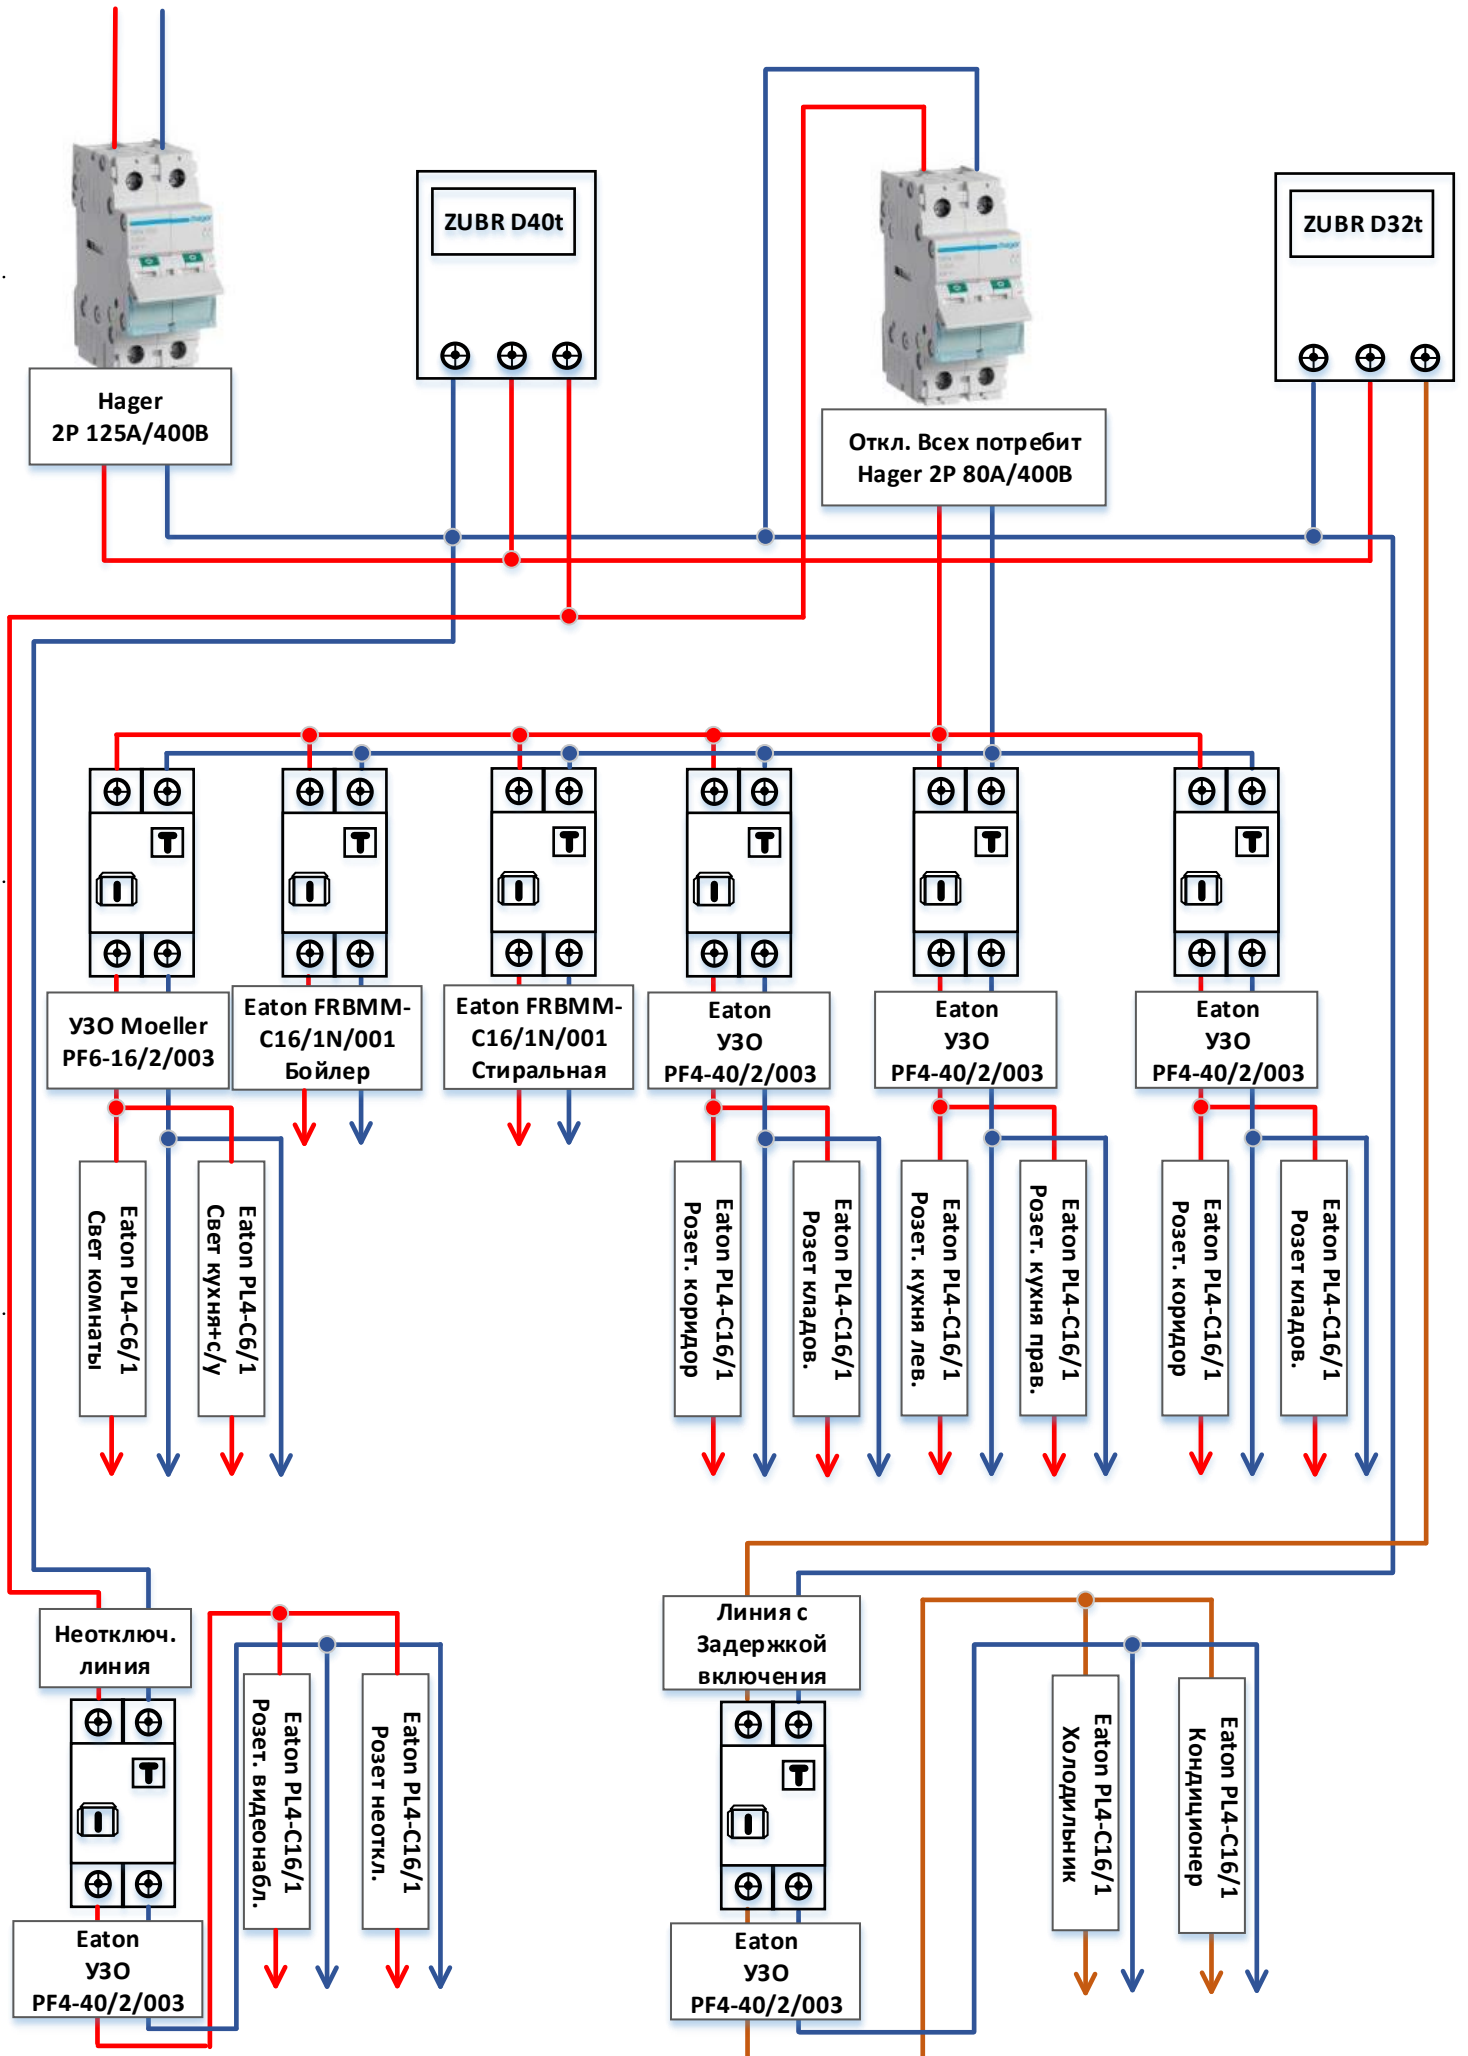 ZUBR D40t
ZUBR D32t
hager
Hager
2P 125A/400В
Откл. Всех потребит
Hager 2P 80A/400В
T
T
T
T
T
T
I
I
I
I
I
I
УЗО Moeller
PF6-16/2/003
Eaton FRBMM-
C16/1N/001
Бойлер
Eaton FRBMM-
C16/1N/001
Стиральная
Eaton
УЗО
PF4-40/2/003
Eaton
УЗО
PF4-40/2/003
Eaton
УЗО
PF4-40/2/003
Eaton PL4-C6/1
Свет комнаты
Eaton PL4-C6/1
Свет кухня+с/у
Eaton PL4-C16/1
Розет. коридор
Eaton PL4-C16/1
Розет кладов.
Eaton PL4-C16/1
Розет. кухня лев.
Eaton PL4-C16/1
Розет. кухня прав.
Eaton PL4-C16/1
Розет. коридор
Eaton PL4-C16/1
Розет кладов.
Неотключ.
линия
T
I
Eaton
УЗО
PF4-40/2/003
Eaton PL4-C16/1
Розет. видеонабл.
Eaton PL4-C16/1
Розет неоткл.
Линия с
Задержкой
включения
T
I
Eaton
УЗО
PF4-40/2/003
Eaton PL4-C16/1
Холодильник
Eaton PL4-C16/1
Кондиционер